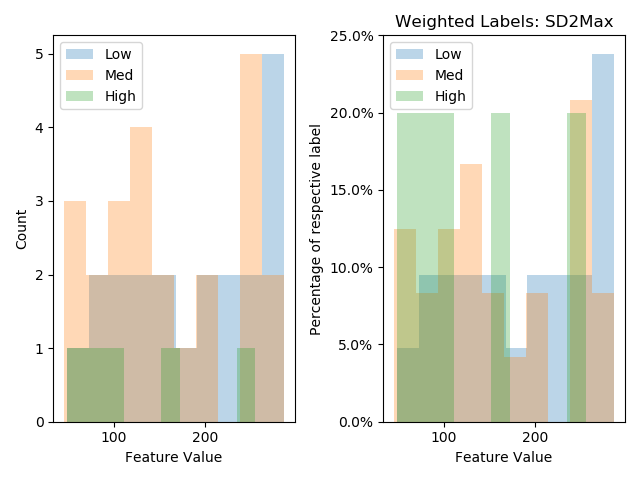 5
4
3
2
1
0
Count
100
200
Feature Value
Low
Med
High
Weighted Labels: SD2Max
25.0%
20.0%
15.0%
10.0%
5.0%
0.0%
Percentage of respective label
100
200
Feature Value
Low
Med
High